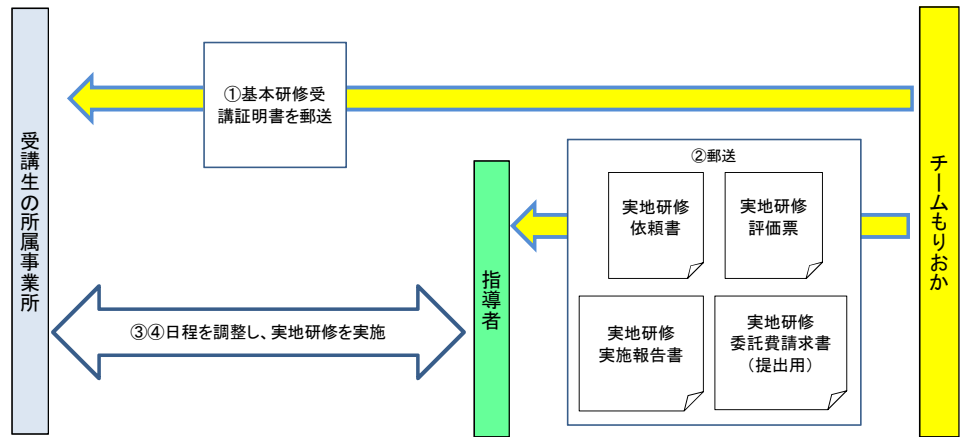 受講生の所属事業所
①基本研修受
講証明書を郵送
②郵送
実地研修
依頼書
実地研修
評価票
指導者
実地研修
実施報告書
実地研修
委託費請求書
（提出用）
③④日程を調整し、実地研修を実施
チームもりおか